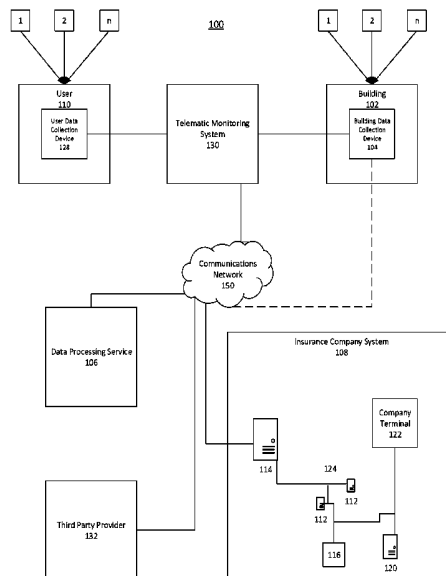 1
2
n
100
1
2
n
User
110
User Data
Collection
Device
128
Telematic Monitoring
System
130
Building
102
Building Data
Collection
Device
104
Communications
Network
150
Data Processing Service
106
Insurance Company System
108
Company
Terminal
122
114
124
112
112
116
120
Third Party Provider
132